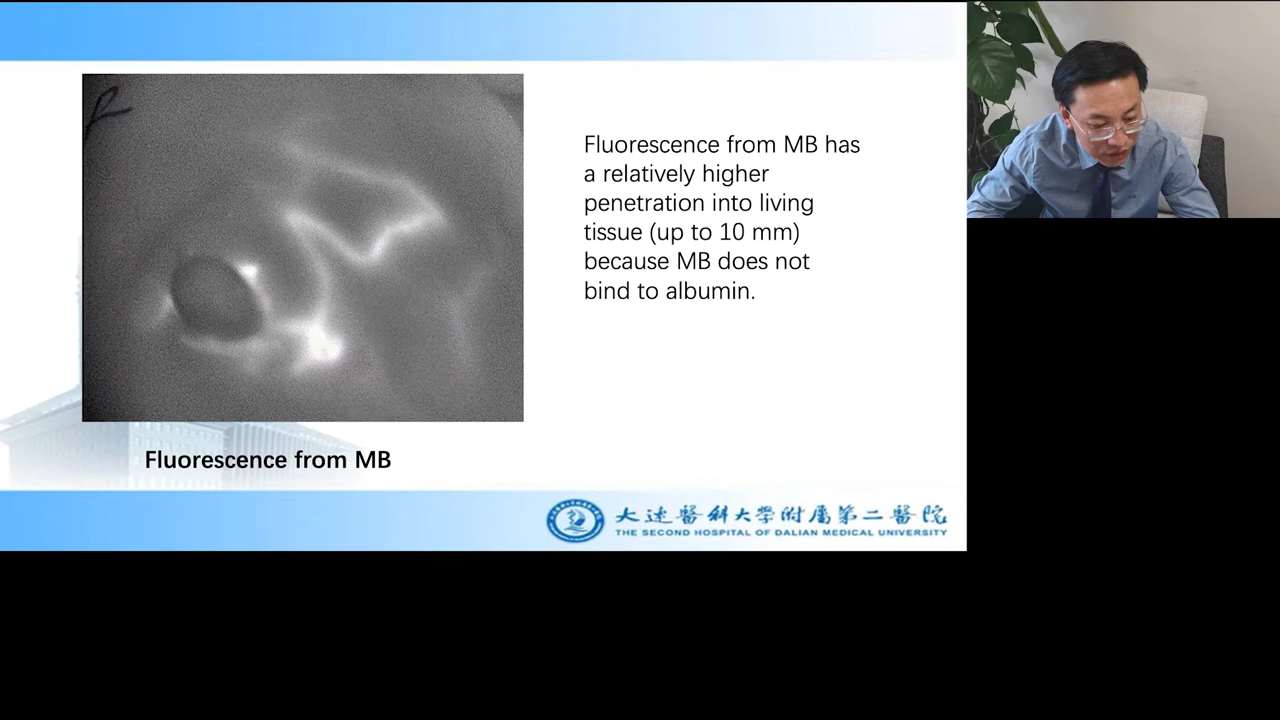 Fluorescence from MB has
a relatively higher
penetration into living
tissue (up to 10 mm)
because MB does not
bind to albumin.
Fluorescence from MB
大连醫科大学附属第二醫院
THE SECOND HOSPITAL OF DALIAN MEDICAL UNIVERSITY